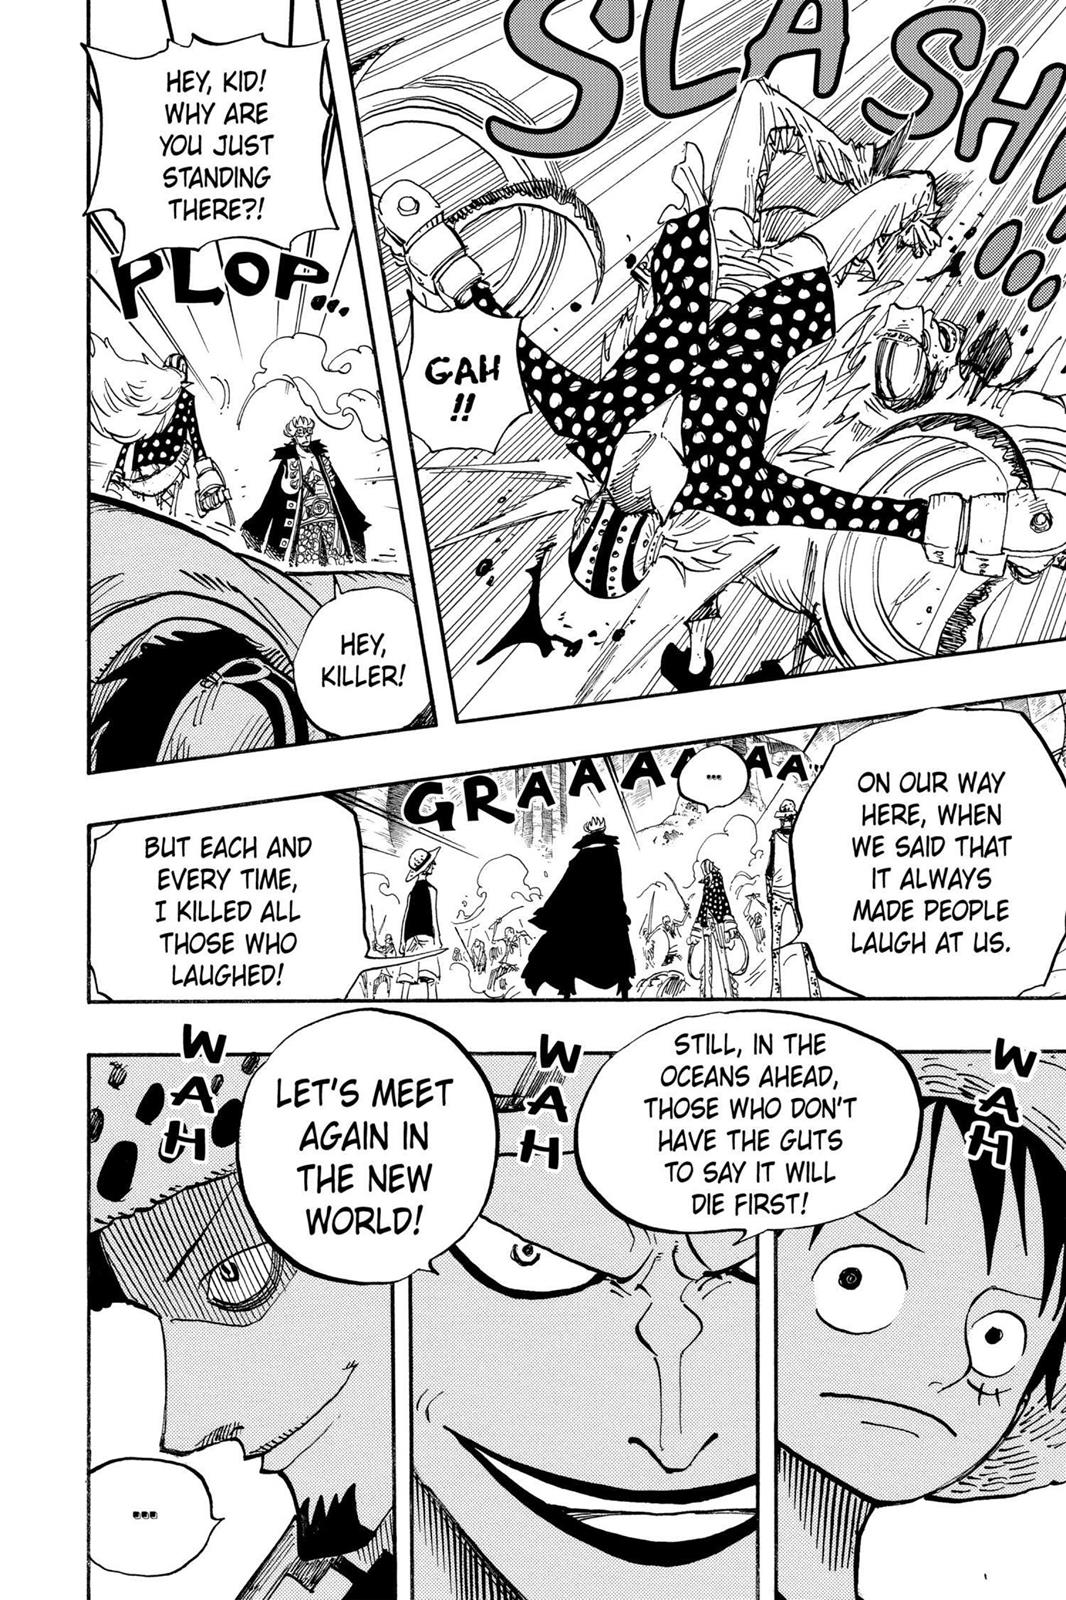 SLASH!!...
GAH
!!
HEY, KID!
WHY ARE
YOU JUST
STANDING
THERE?!
PLOP...
HEY,
KILLER!
ON OUR WAY
HERE, WHEN
WE SAID THAT
IT ALWAYS
MADE PEOPLE
LAUGH AT US.
...
GRAAAAAA...
BUT EACH AND
EVERY TIME,
I KILLED ALL
THOSE WHO
LAUGHED!
WAH
STILL, IN THE
OCEANS AHEAD,
THOSE WHO DON'T
HAVE THE GUTS
TO SAY IT WILL
DIE FIRST!
WAH
LET'S MEET
AGAIN IN
THE NEW
WORLD!
WAH
...